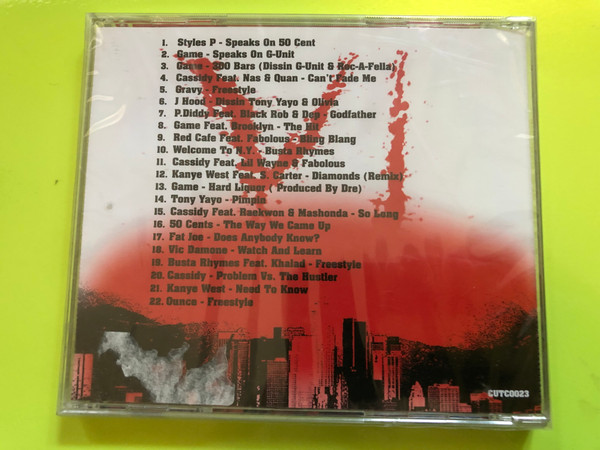 1. Styles P - Speaks On 50 Cent
2. Game - Speaks On G-Unit
3. Game - 300 Bars (Dissin G-Unit & Roc-A-Fella)
4. Cassidy Feat. Nas & Quan - Can't Fade Me
5. Gravy - Freestyle
6. J Hood - Dissin Tony Yayo & Olivia
7. P.Diddy Feat. Black Rob & Dep - Godfather
8. Game Feat. Brooklyn - The Hit
9. Red Cafe Feat. Fabolous - Bling Blang
10. Welcome To N.Y. - Busta Rhymes
11. Cassidy Feat. Lil Wayne & Fabolous
12. Kanye West Feat. S. Carter - Diamonds (Remix)
13. Game - Hard Liquor ( Produced By Dre)
14. Tony Yayo - Pimpin
15. Cassidy Feat. Raekwon & Mashonda - So Long
16. 50 Cents - The Way We Came Up
17. Fat Joe - Does Anybody Know?
18. Vic Damone - Watch And Learn
19. Busta Rhymes Feat. Khalad - Freestyle
20. Cassidy - Problem Vs. The Hustler
21. Kanye West - Need To Know
22. Ounce - Freestyle
CUTC0023